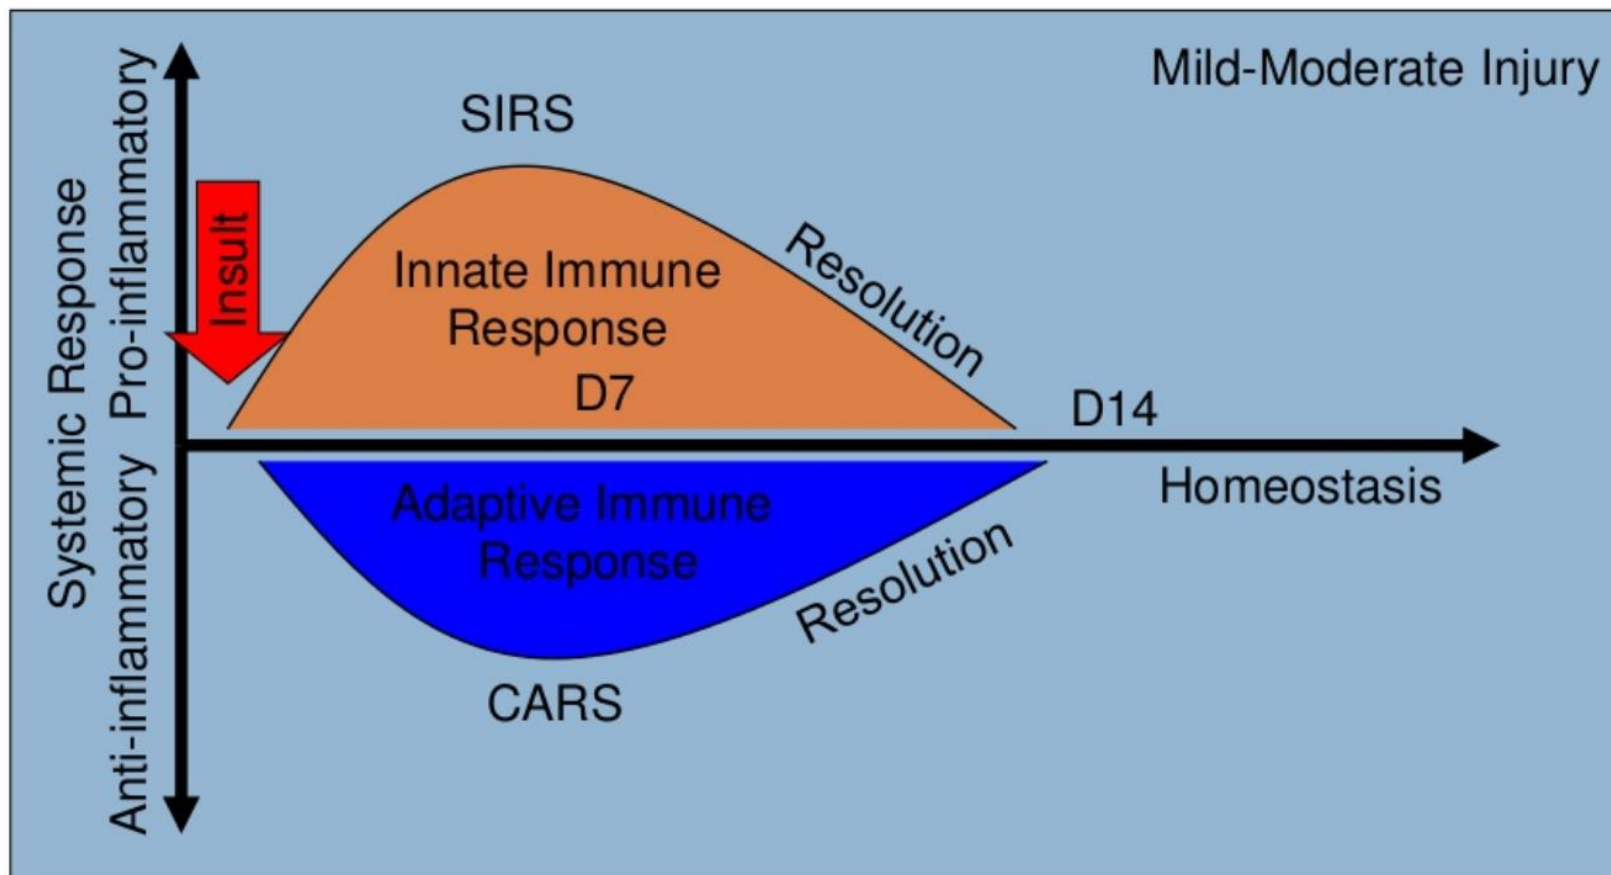 Mild-Moderate Injury
SIRS
Systemic Response
Pro-inflammatory
Anti-inflammatory
Insult
Innate Immune
Response
D7
Resolution
D14
Homeostasis
Adaptive Immune
Response
Resolution
CARS